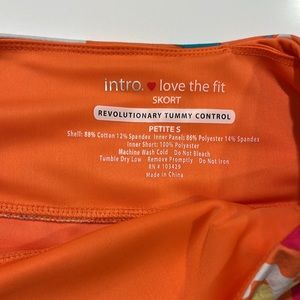 intro. love the fit
SKORT
REVOLUTIONARY TUMMY CONTROL
PETITE S
Shell: 88% Cotton 12% Spandex Inner Panel: 86% Polyester 14% Spandex
Inner Short: 100% Polyester
Machine Wash Cold Do Not Bleach
Tumble Dry Low Remove Promptly Do Not Iron
RN # 103429
Made in China